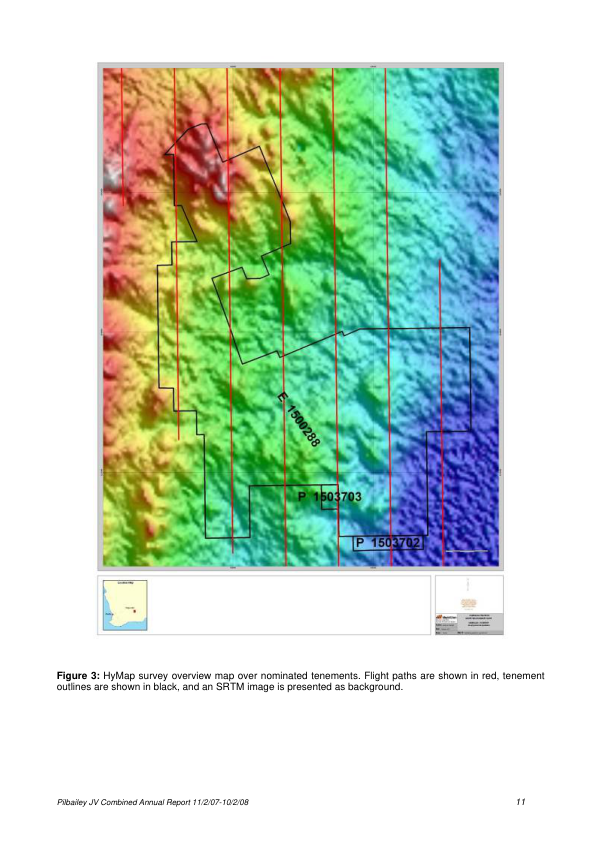 E 1500288
P 1503703
P 1503702
Figure 3: HyMap survey overview map over nominated tenements. Flight paths are shown in red, tenement
outlines are shown in black, and an SRTM image is presented as background.
Pilbailey JV Combined Annual Report 11/2/07-10/2/08 11